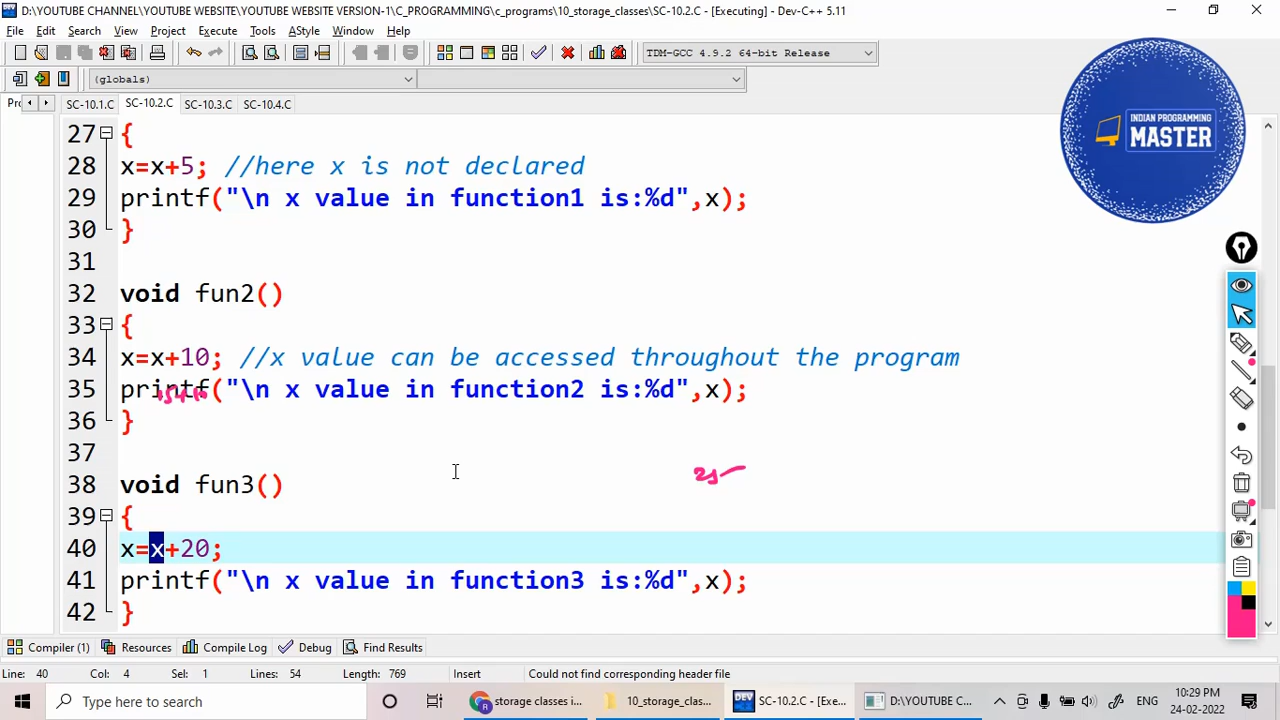 D:\YOUTUBE CHANNEL\YOUTUBE WEBSITE\YOUTUBE WEBSITE VERSION-1\C_PROGRAMMING\c_programs\10_storage_classes\SC-10.2.C - [Executing] - Dev-C++ 5.11
File Edit Search View Project Execute Tools AStyle Window Help
TDM-GCC 4.9.2 64-bit Release
(globals)
SC-10.1.C SC-10.2.C SC-10.3.C SC-10.4.C
INDIAN PROGRAMMING
MASTER
27 {
28 x=x+5; //here x is not declared
29 printf("\n x value in function1 is:%d",x);
30 }
31
32 void fun2()
33 {
34 x=x+10; //x value can be accessed throughout the program
35 printf("\n x value in function2 is:%d",x);
15+10
36 }
37
25
38 void fun3()
39 {
40 x=x+20;
41 printf("\n x value in function3 is:%d",x);
42 }
Compiler (1) Resources Compile Log Debug Find Results
Line: 40 Col: 4 Sel: 1 Lines: 54 Length: 769 Insert Could not find corresponding header file
Type here to search
storage classes i...
10_storage_clas...
SC-10.2.C - [Exe...
D:\YOUTUBE C...
ENG
10:29 PM
24-02-2022